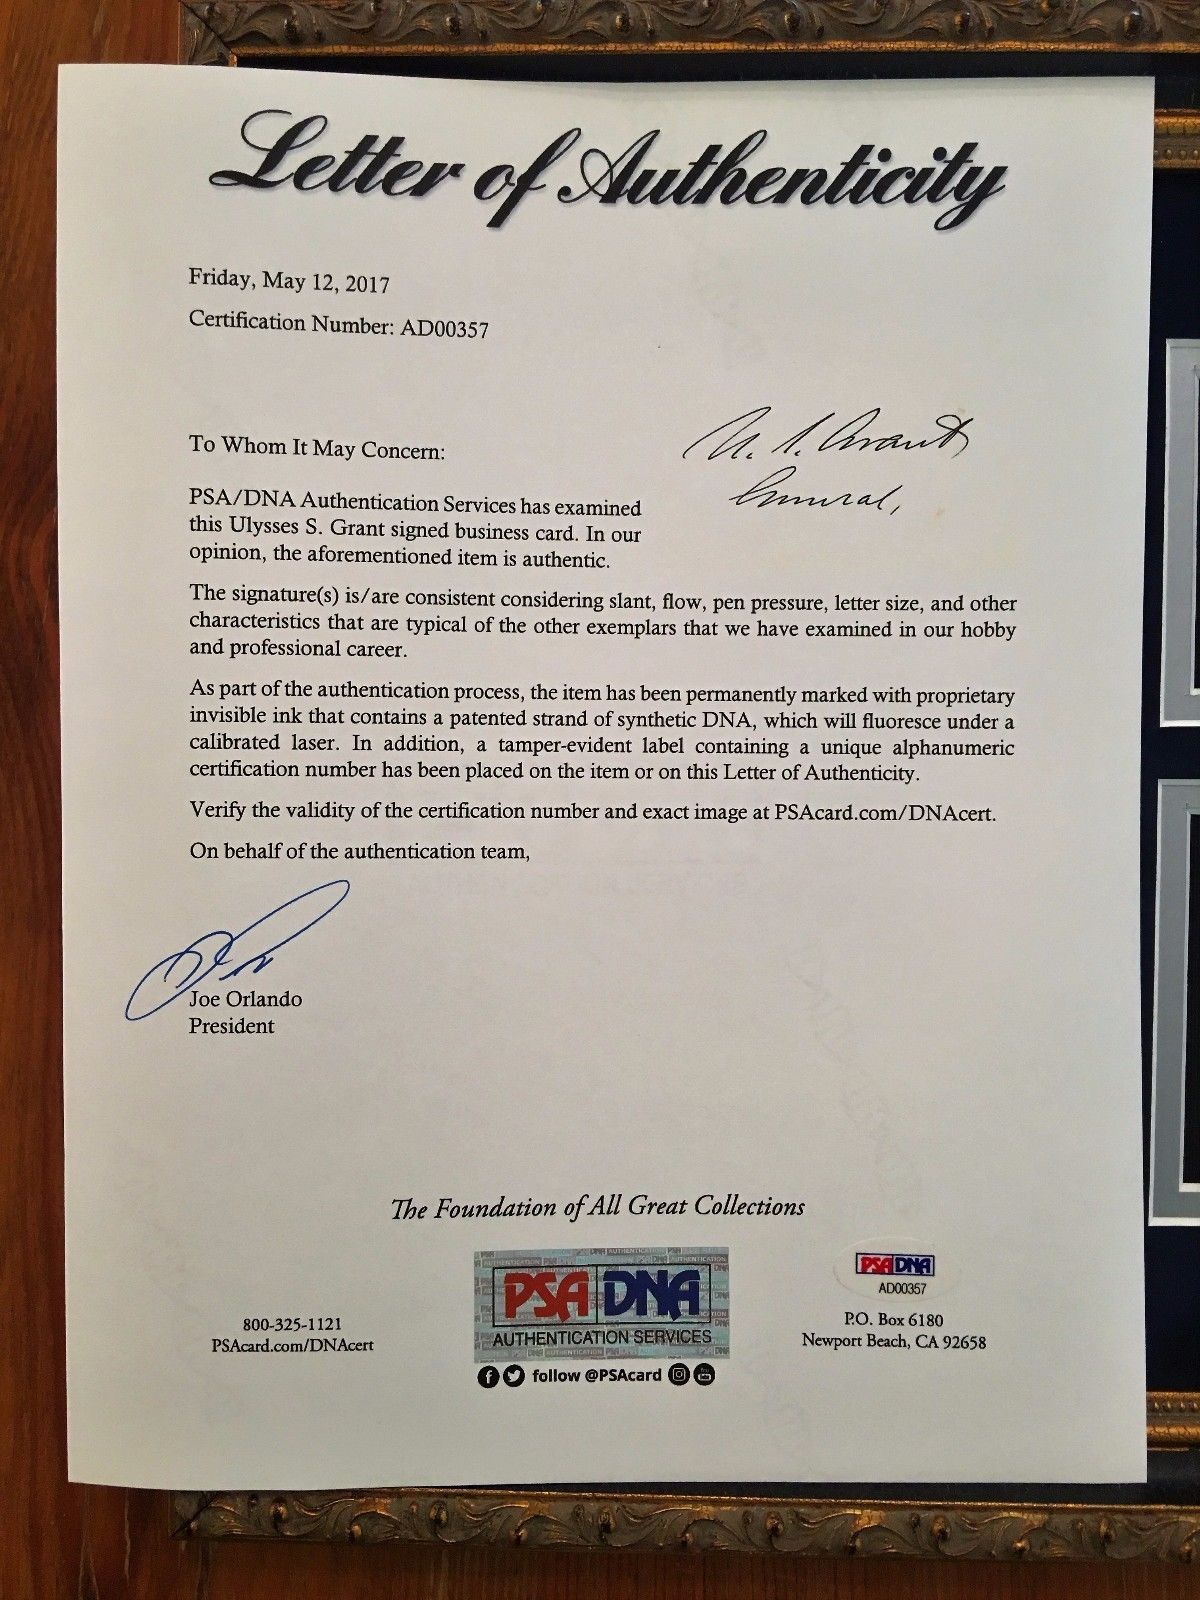 Letter of Authenticity
Friday, May 12, 2017
Certification Number: AD00357
U. S. Grant
General,
To Whom It May Concern:
PSA/DNA Authentication Services has examined
this Ulysses S. Grant signed business card. In our
opinion, the aforementioned item is authentic.
The signature(s) is/are consistent considering slant, flow, pen pressure, letter size, and other
characteristics that are typical of the other exemplars that we have examined in our hobby
and professional career.
As part of the authentication process, the item has been permanently marked with proprietary
invisible ink that contains a patented strand of synthetic DNA, which will fluoresce under a
calibrated laser. In addition, a tamper-evident label containing a unique alphanumeric
certification number has been placed on the item or on this Letter of Authenticity.
Verify the validity of the certification number and exact image at PSAcard.com/DNAcert.
On behalf of the authentication team,
Joe Orlando
President
The Foundation of All Great Collections
800-325-1121
PSAcard.com/DNAcert
PSA DNA
AUTHENTICATION SERVICES
follow @PSAcard
PSA DNA
AD00357
P.O. Box 6180
Newport Beach, CA 92658